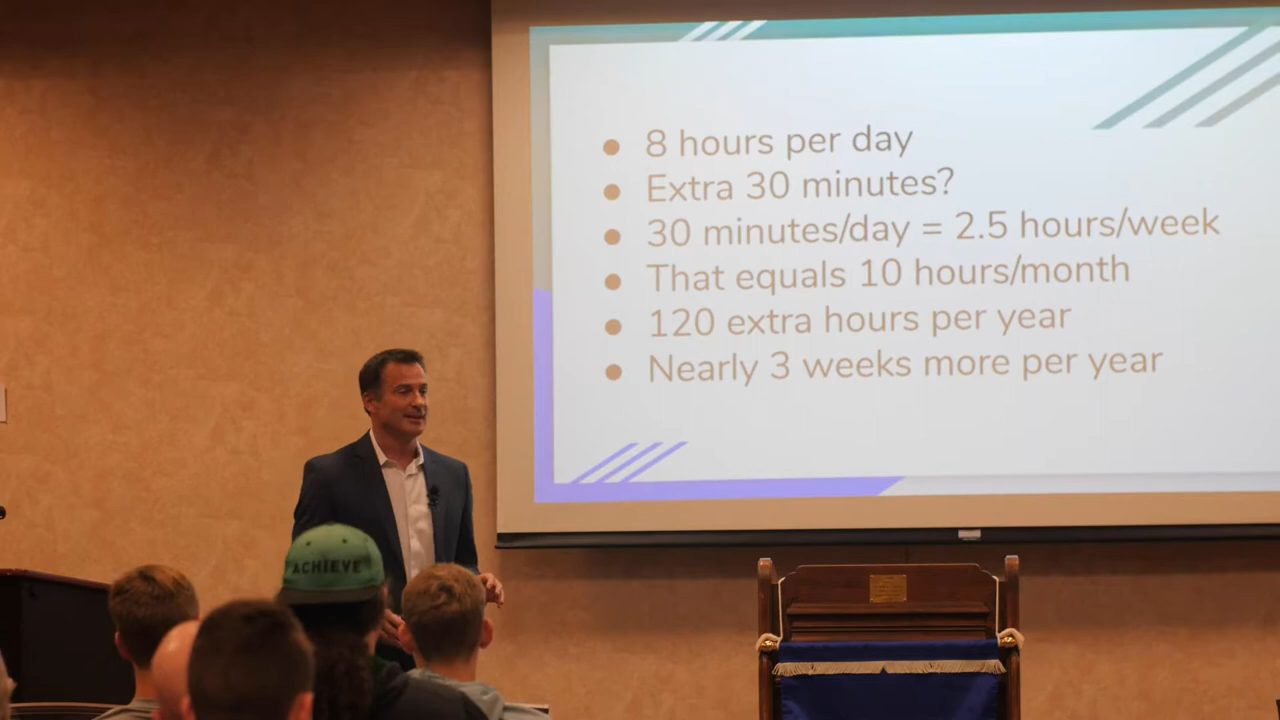 8 hours per day
Extra 30 minutes?
30 minutes/day = 2.5 hours/week
That equals 10 hours/month
120 extra hours per year
Nearly 3 weeks more per year
ACHIEVE